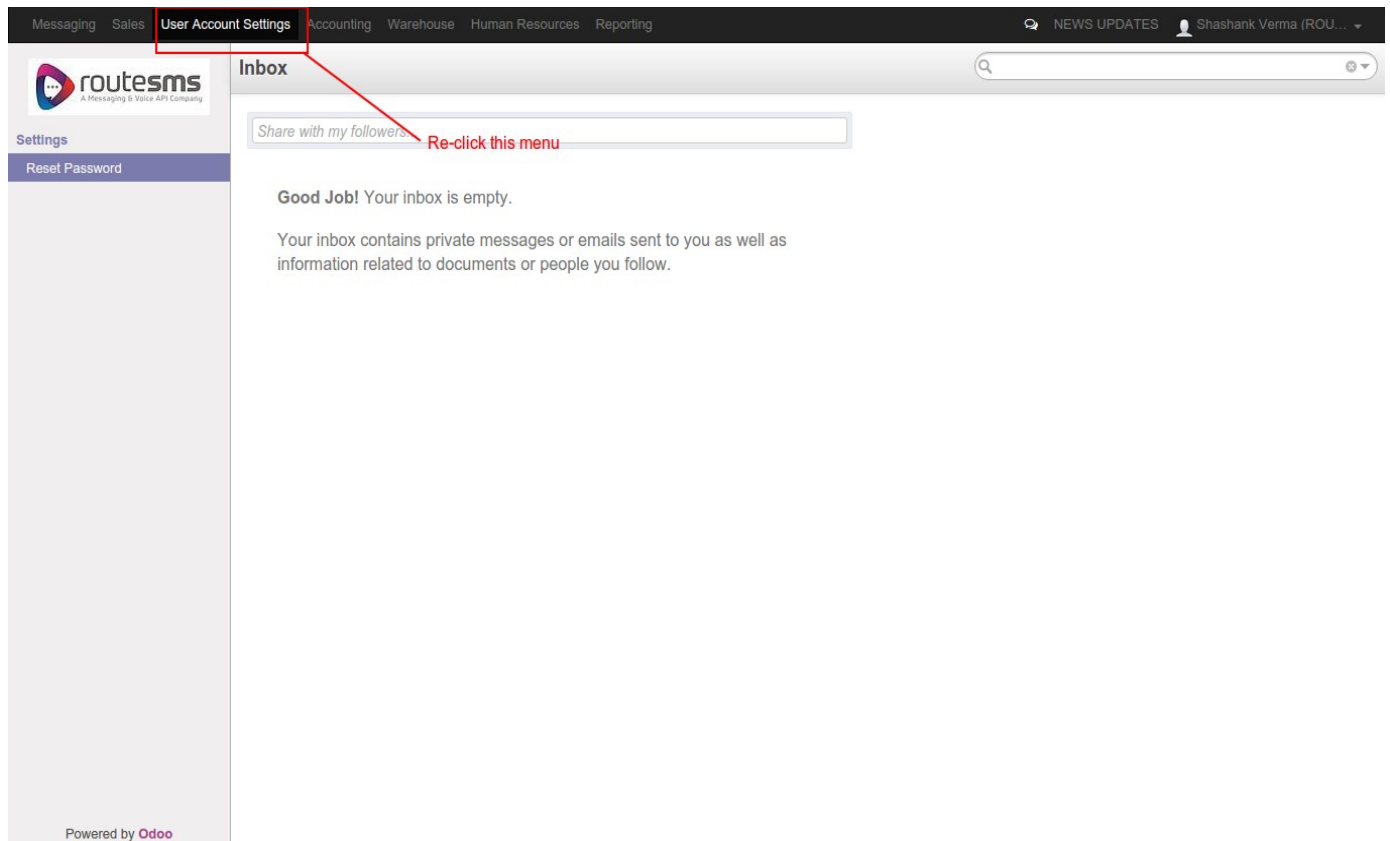 Messaging Sales User Account Settings Accounting Warehouse Human Resources Reporting NEWS UPDATES Shashank Verma (ROU...
routesms
A Messaging & Voice API Company
Inbox
Settings
Reset Password
Share with my followers...
Re-click this menu
Good Job! Your inbox is empty.
Your inbox contains private messages or emails sent to you as well as
information related to documents or people you follow.
Powered by Odoo